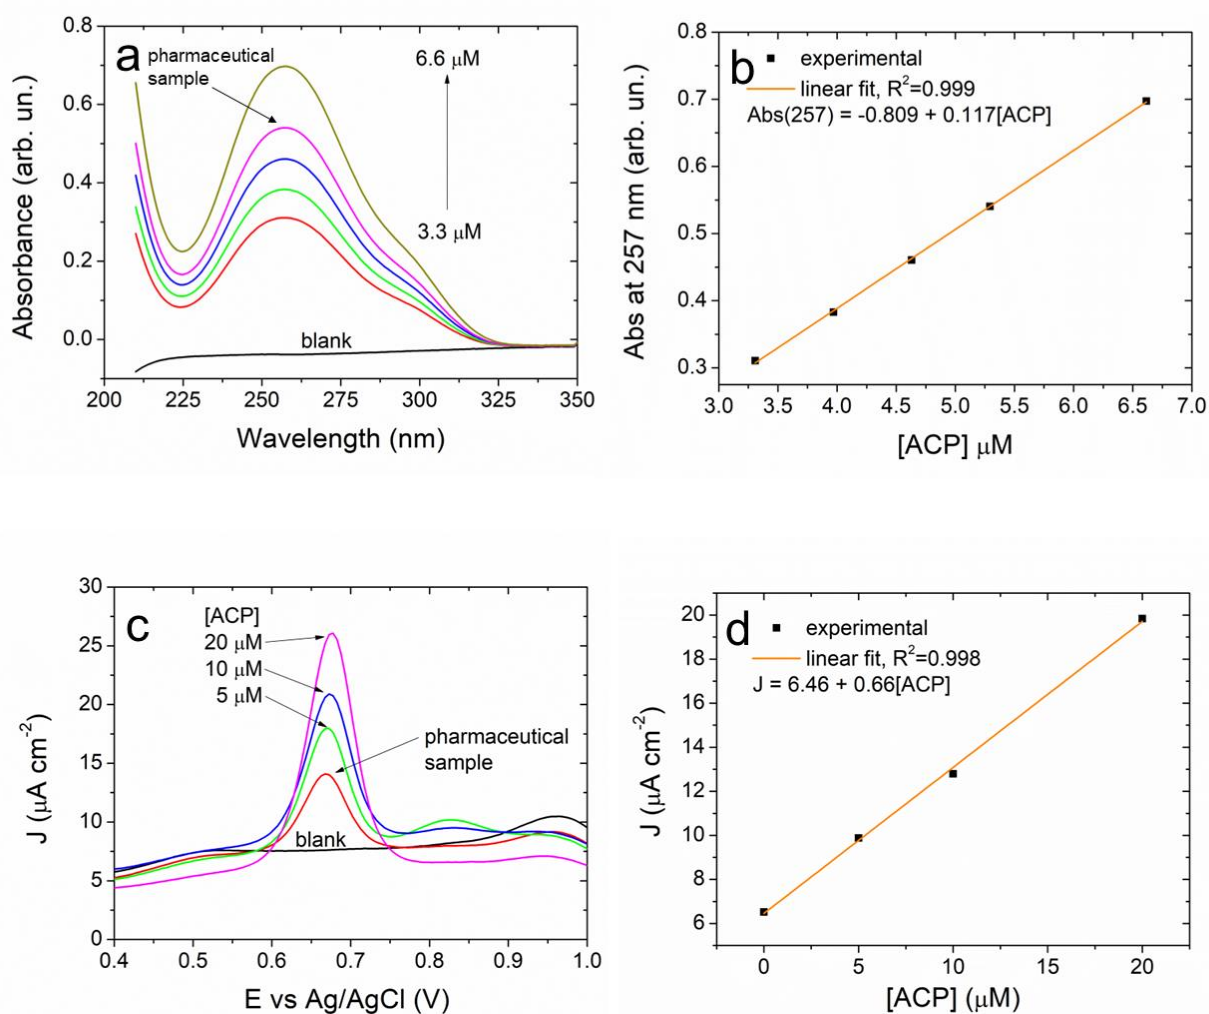 a
pharmaceutical
sample
6.6 μM
3.3 μM
blank
0.8
0.6
0.4
0.2
0.0
200 225 250 275 300 325 350
Absorbance (arb. un.)
Wavelength (nm)
b
experimental
linear fit, R²=0.999
Abs(257) = -0.809 + 0.117[ACP]
0.8
0.7
0.6
0.5
0.4
0.3
3.0 3.5 4.0 4.5 5.0 5.5 6.0 6.5 7.0
Abs at 257 nm (arb. un.)
[ACP] μM
c
[ACP]
20 μM
10 μM
5 μM
pharmaceutical
sample
blank
30
25
20
15
10
5
0
0.4 0.5 0.6 0.7 0.8 0.9 1.0
J (μA cm⁻²)
E vs Ag/AgCl (V)
d
experimental
linear fit, R²=0.998
J = 6.46 + 0.66[ACP]
20
18
16
14
12
10
8
6
0 5 10 15 20
J (μA cm⁻²)
[ACP] (μM)